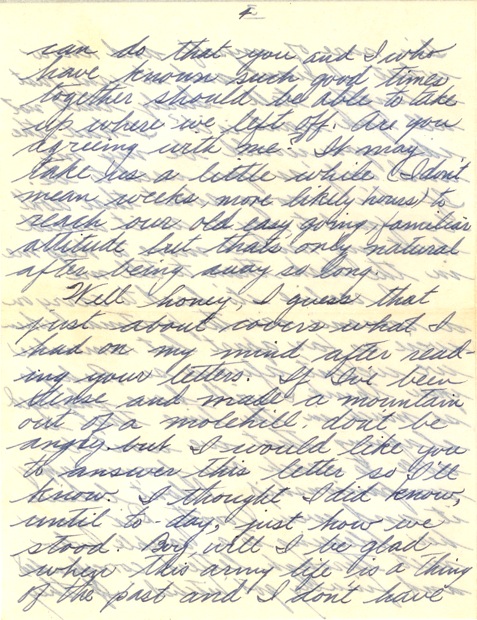 4
can do that you and I who
have known such good times
together should be able to take
up where we left off. Are you
agreeing with me? It may
take us a little while (I don't
mean weeks, more likely hours) to
reach our old easy going, familiar
attitude but thats only natural
after being away so long.
Well honey, I guess that
just about covers what I
had on my mind after read-
ing your letters. If I've been
dense and made a mountain
out of a molehill, don't be
angry but I would like you
to answer this letter so I'll
know. I thought I did know,
until to-day, just how we
stood. Boy, will I be glad
when this army life is a thing
of the past and I don't have